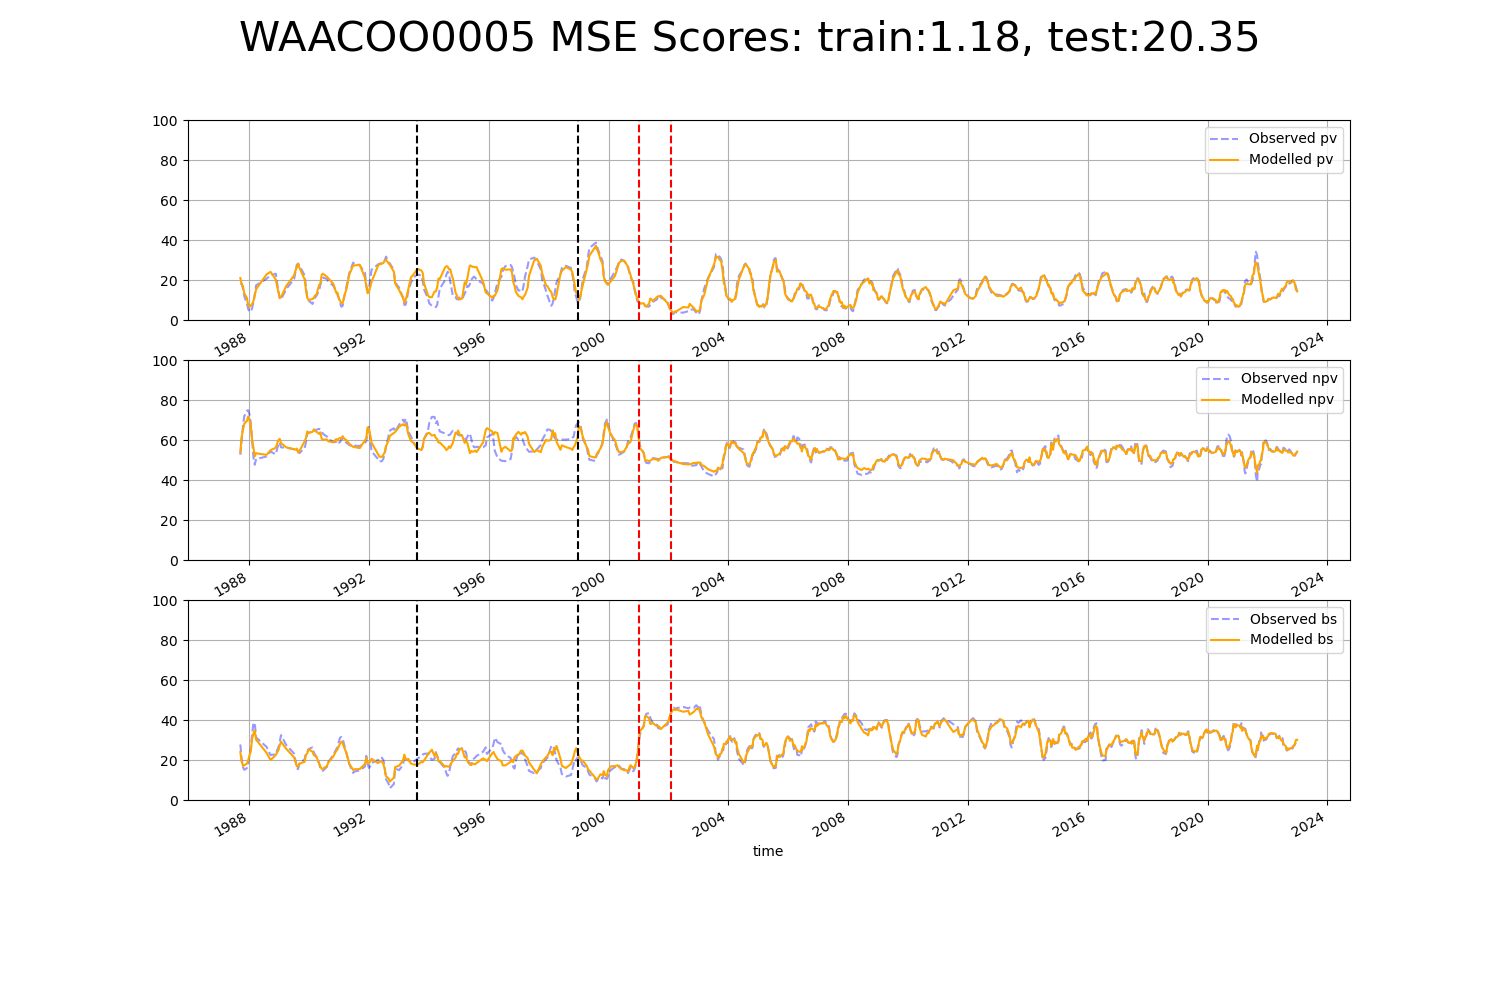 WAACOO0005 MSE Scores: train:1.18, test:20.35
100
80
60
40
20
0
Observed pv
Modelled pv
1988 1992 1996 2000 2004 2008 2012 2016 2020 2024
100
80
60
40
20
0
Observed npv
Modelled npv
1988 1992 1996 2000 2004 2008 2012 2016 2020 2024
100
80
60
40
20
0
Observed bs
Modelled bs
1988 1992 1996 2000 2004 2008 2012 2016 2020 2024
time